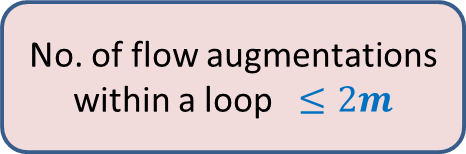 No. of flow augmentations
within a loop ≤ 2𝒎